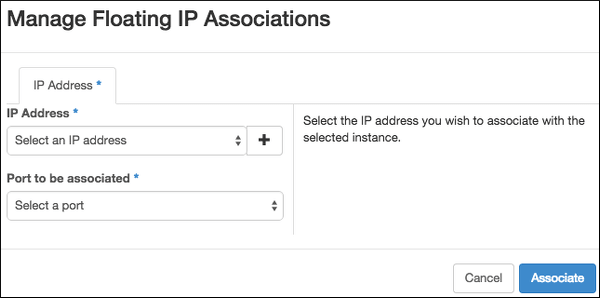 Manage Floating IP Associations
IP Address *
IP Address *
Select an IP address
Select the IP address you wish to associate with the
selected instance.
Port to be associated *
Select a port
Cancel
Associate